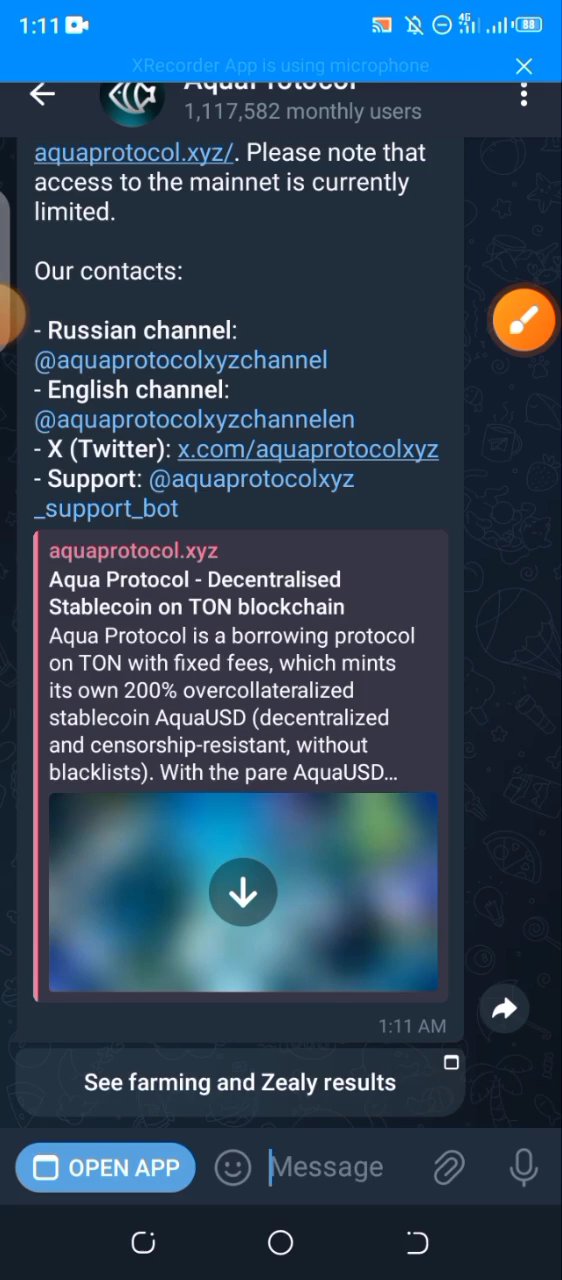 1:11
4G
88
XRecorder App is using microphone
AquaProtocol
1,117,582 monthly users
aquaprotocol.xyz/. Please note that
access to the mainnet is currently
limited.
Our contacts:
- Russian channel:
@aquaprotocolxyzchannel
- English channel:
@aquaprotocolxyzchannelen
- X (Twitter): x.com/aquaprotocolxyz
- Support: @aquaprotocolxyz
_support_bot
aquaprotocol.xyz
Aqua Protocol - Decentralised
Stablecoin on TON blockchain
Aqua Protocol is a borrowing protocol
on TON with fixed fees, which mints
its own 200% overcollateralized
stablecoin AquaUSD (decentralized
and censorship-resistant, without
blacklists). With the pare AquaUSD...
1:11 AM
See farming and Zealy results
OPEN APP
Message